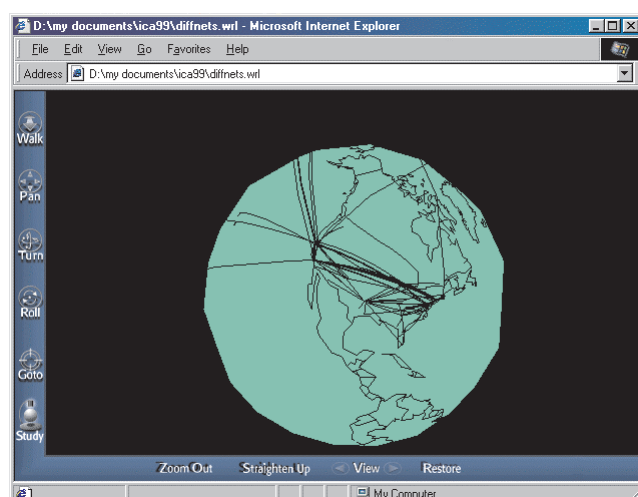 D:\my documents\ica99\diffnets.wrl - Microsoft Internet Explorer
File Edit View Go Favorites Help
Address D:\my documents\ica99\diffnets.wrl
Walk
Pan
Turn
Roll
Goto
Study
Zoom Out Straighten Up View Restore
My Computer